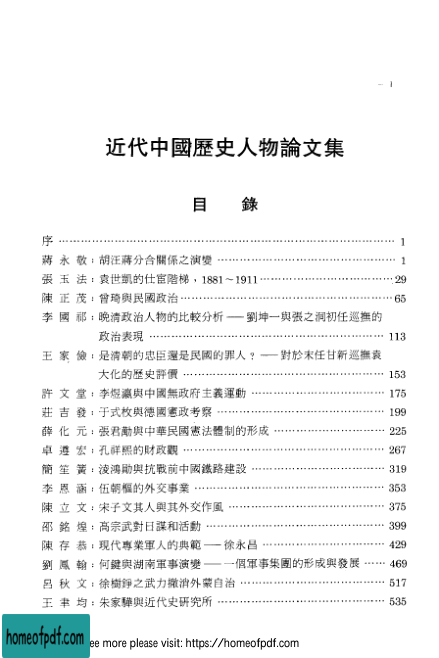 - 1
近代中國歷史人物論文集
目 錄
序 ………………………………………………………… 1
蔣 永 敬：胡汪蔣分合關係之演變 ………………………… 1
張 玉 法：袁世凱的仕宦階梯，1881～1911 ……………… 29
陳 正 茂：曾琦與民國政治 ………………………………… 65
李 國 祁：晚清政治人物的比較分析 ── 劉坤一與張之洞初任巡撫的
政治表現 ………………………………………… 113
王 家 儉：是清朝的忠臣還是民國的罪人？── 對於末任甘新巡撫袁
大化的歷史評價 ………………………………… 153
許 文 堂：李煜瀛與中國無政府主義運動 ………………… 175
莊 吉 發：于式枚與德國憲政考察 ………………………… 199
薛 化 元：張君勱與中華民國憲法體制的形成 …………… 225
卓 遵 宏：孔祥熙的財政觀 ………………………………… 267
簡 笙 簧：淩鴻勛與抗戰前中國鐵路建設 ………………… 319
李 恩 涵：伍朝樞的外交事業 ……………………………… 353
陳 立 文：宋子文其人與其外交作風 ……………………… 375
邵 銘 煌：高宗武對日謀和活動 …………………………… 399
陳 存 恭：現代專業軍人的典範 ── 徐永昌 ……………… 429
劉 鳳 翰：何鍵與湖南軍事演變 ── 一個軍事集團的形成與發展 …… 469
呂 秋 文：徐樹錚之武力撤消外蒙自治 …………………… 517
王 聿 均：朱家驊與近代史研究所 ………………………… 535
homeofpdf.com ee more please visit: https://homeofpdf.com